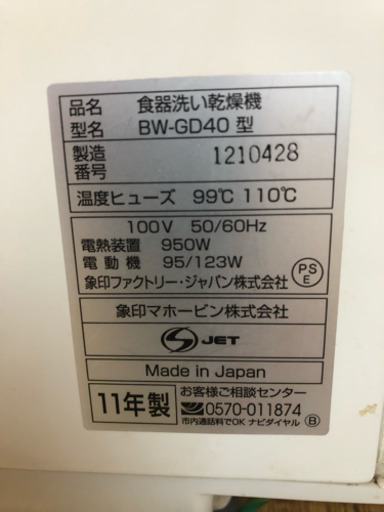 品名 食器洗い乾燥機
型名 BW-GD40 型
製造番号 1210428
温度ヒューズ 99℃ 110℃
100V 50/60Hz
電熱装置 950W
電動機 95/123W
象印ファクトリー・ジャパン株式会社
PS E
象印マホービン株式会社
S JET
Made in Japan
11年製
お客様ご相談センター
0570-011874
市内通話料でOK ナビダイヤル Ⓑ